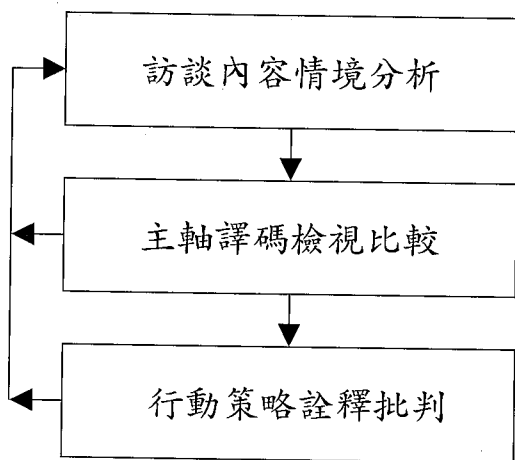 訪談內容情境分析
主軸譯碼檢視比較
行動策略詮釋批判